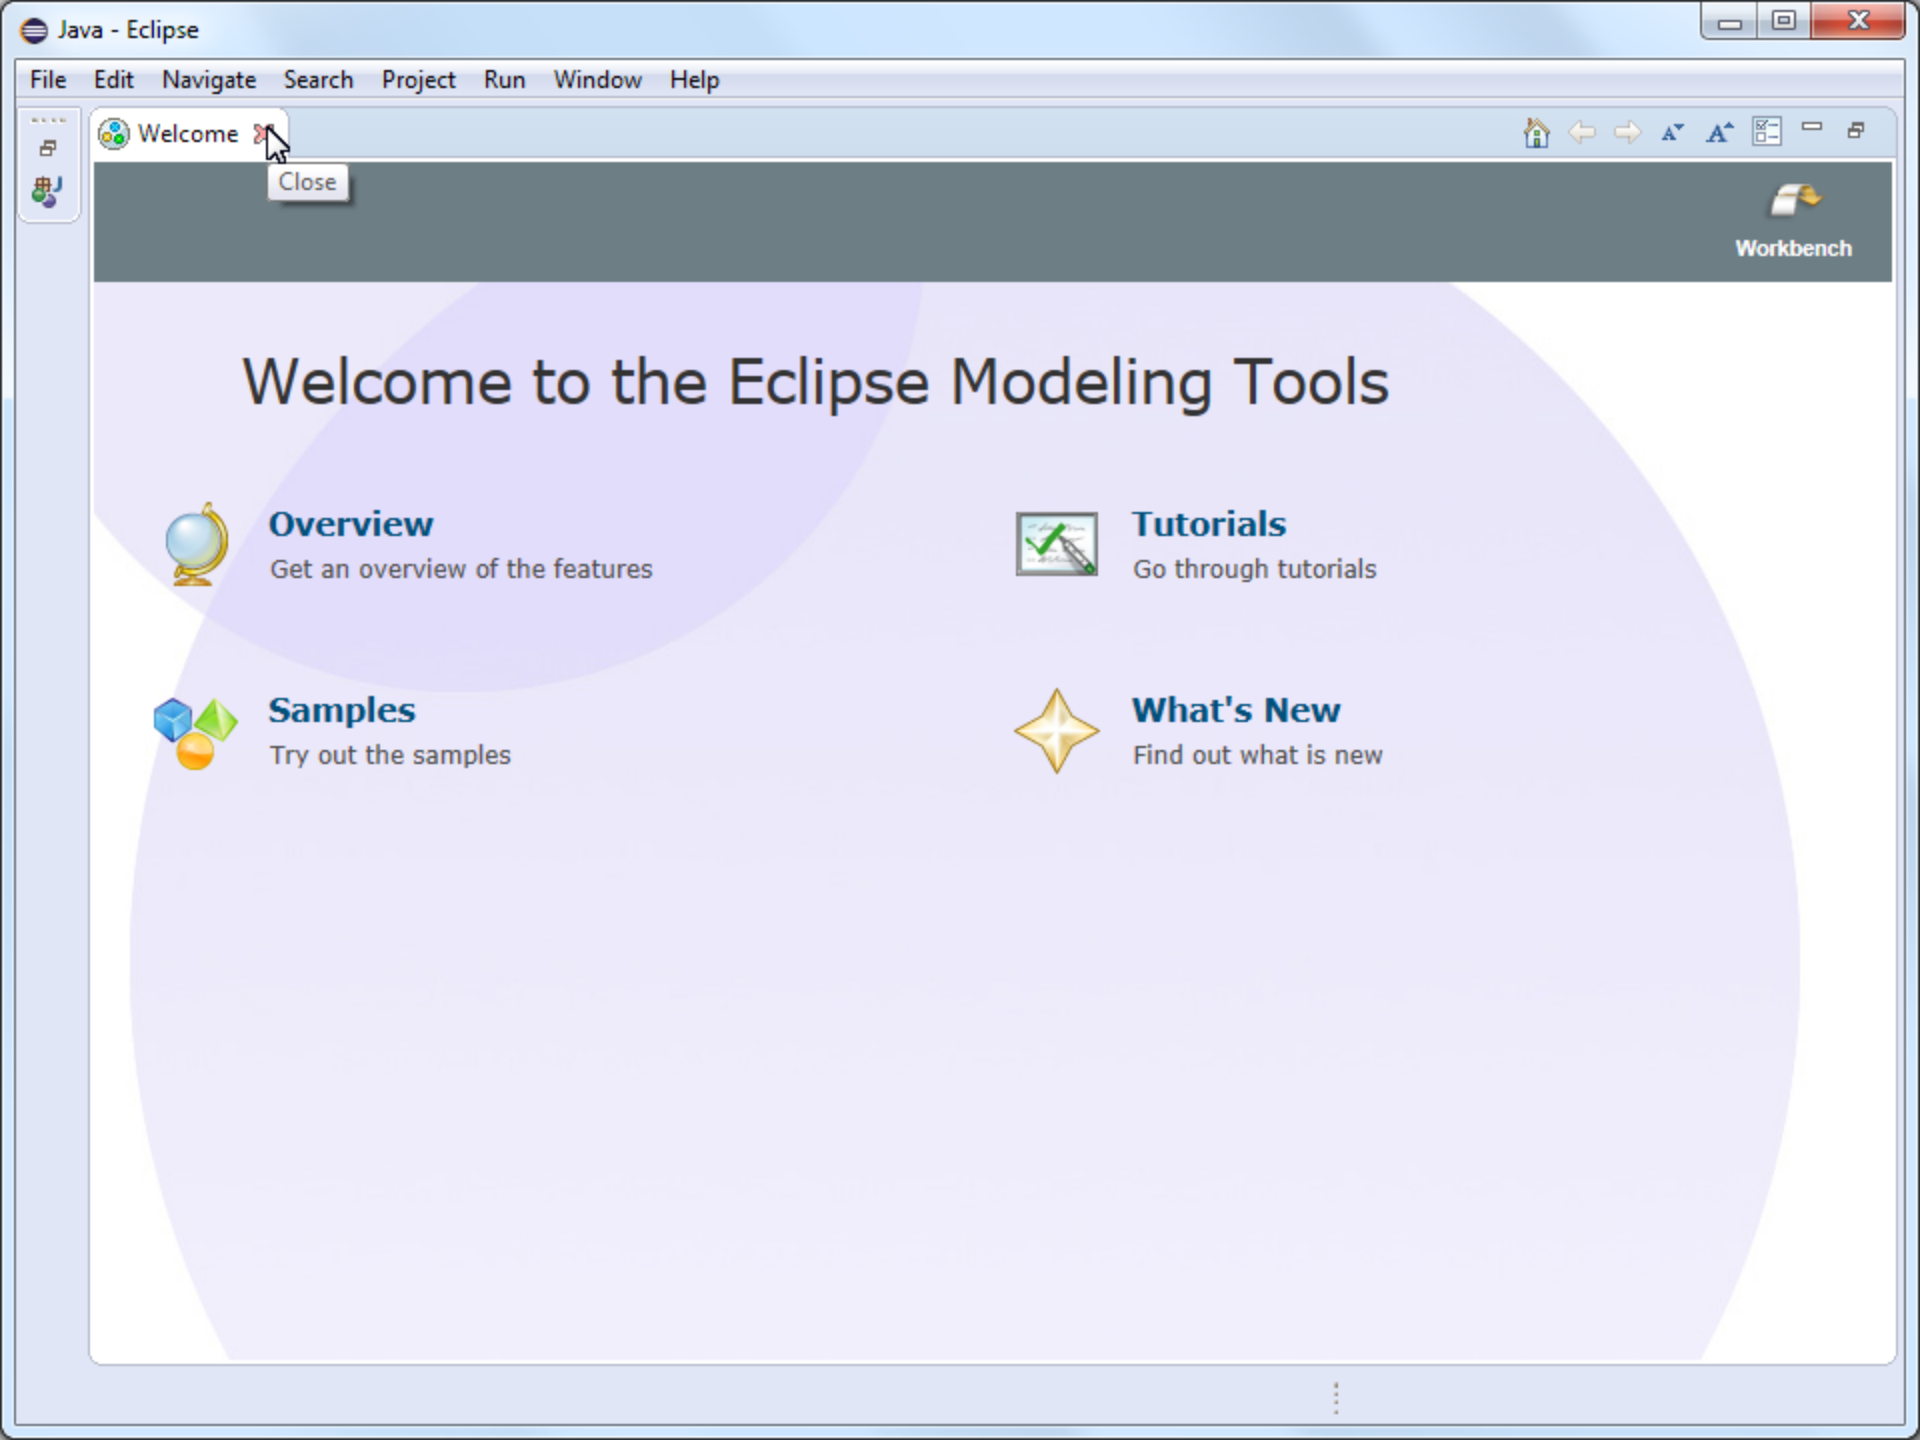 Java - Eclipse
File Edit Navigate Search Project Run Window Help
Welcome
Close
Workbench
Welcome to the Eclipse Modeling Tools
Overview
Get an overview of the features
Tutorials
Go through tutorials
Samples
Try out the samples
What's New
Find out what is new